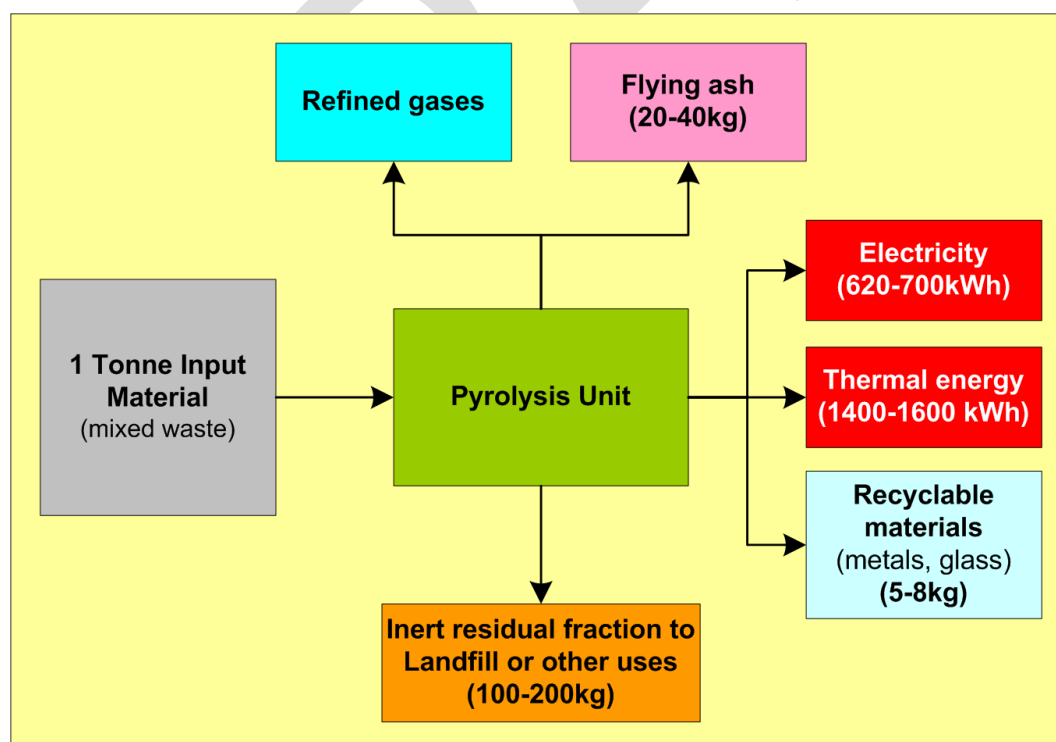 Refined gases
Flying ash
(20-40kg)
Electricity
(620-700kWh)
1 Tonne Input
Material
(mixed waste)
Pyrolysis Unit
Thermal energy
(1400-1600 kWh)
Recyclable
materials
(metals, glass)
(5-8kg)
Inert residual fraction to
Landfill or other uses
(100-200kg)